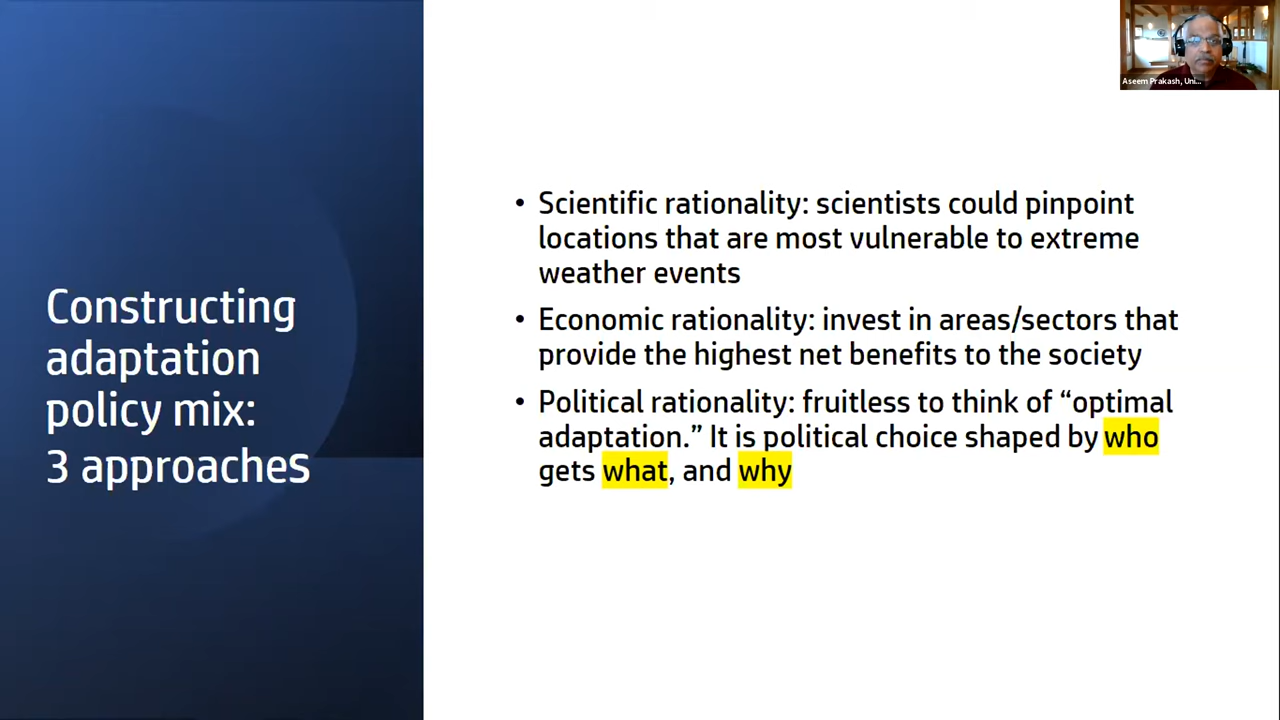 Aseem Prakash, Uni...
Constructing
adaptation
policy mix:
3 approaches
• Scientific rationality: scientists could pinpoint
locations that are most vulnerable to extreme
weather events
• Economic rationality: invest in areas/sectors that
provide the highest net benefits to the society
• Political rationality: fruitless to think of “optimal
adaptation.” It is political choice shaped by who
gets what, and why